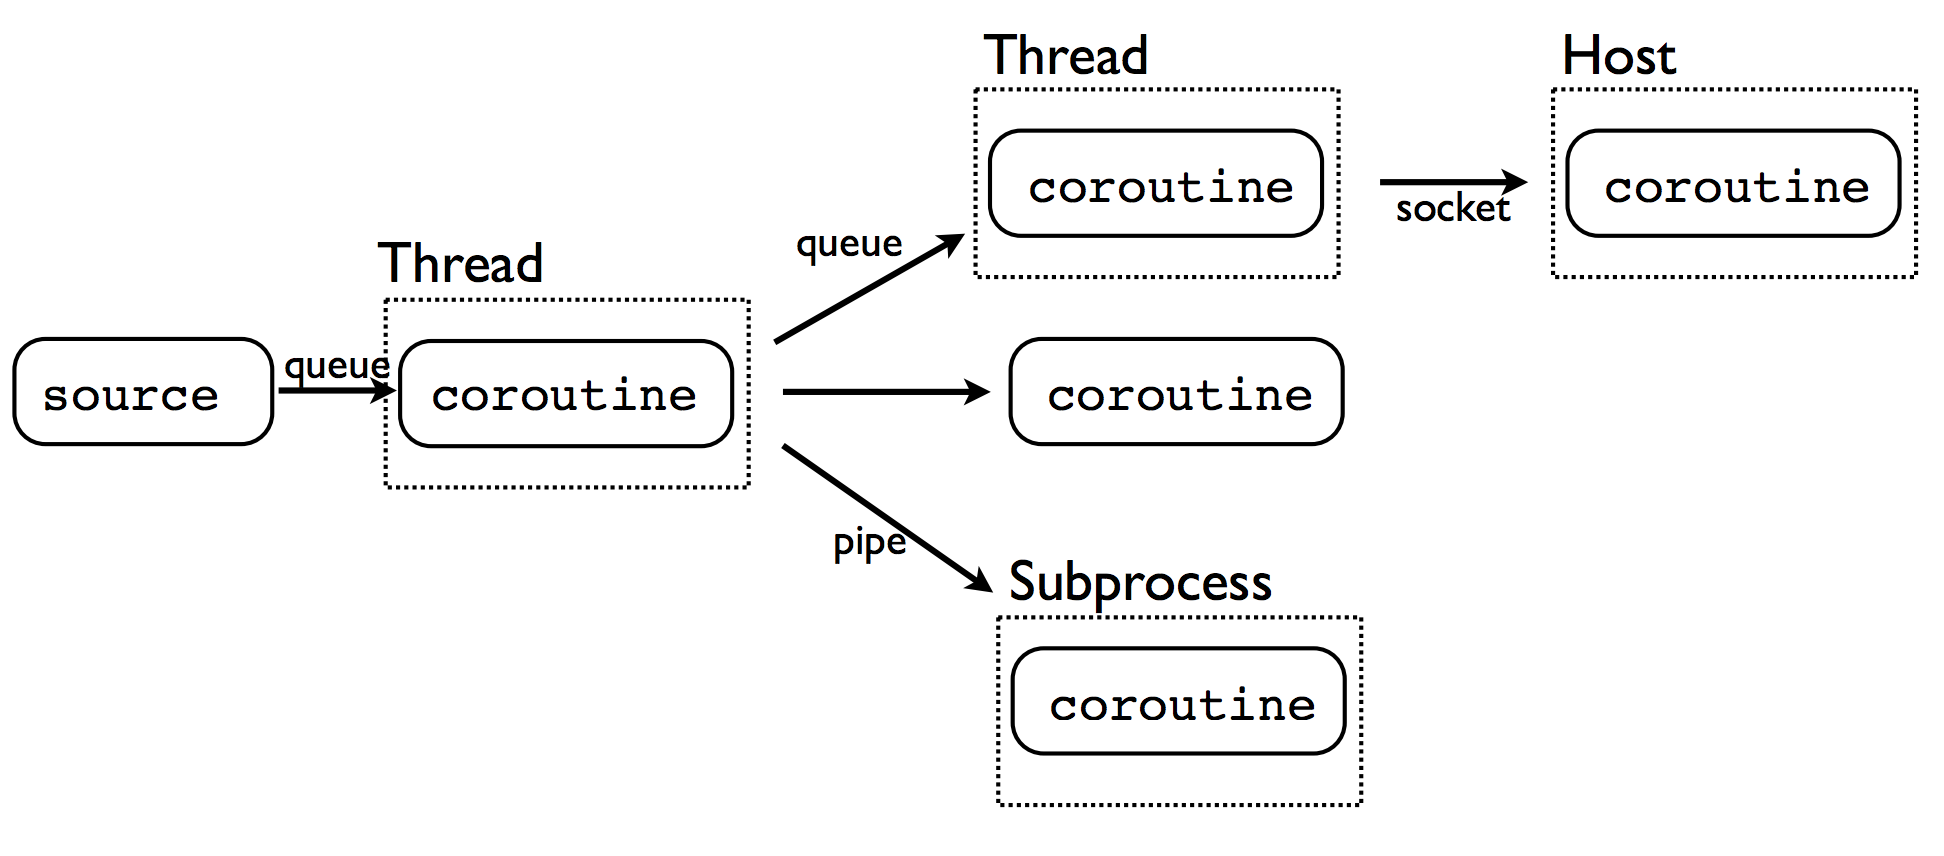 Thread
Host
coroutine
coroutine
socket
queue
Thread
source
queue
coroutine
coroutine
pipe
Subprocess
coroutine